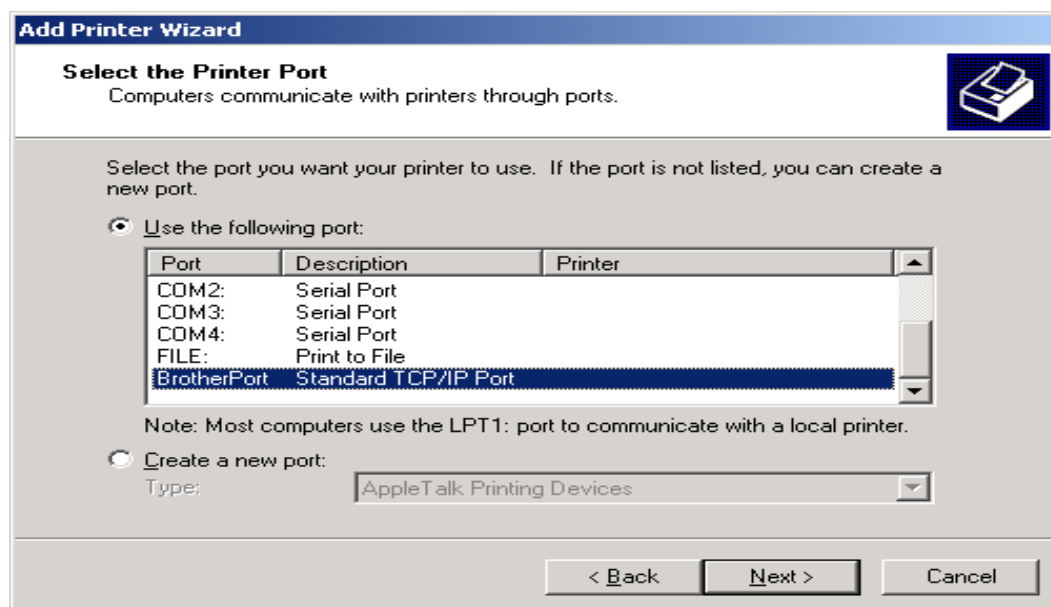 Add Printer Wizard
Select the Printer Port
Computers communicate with printers through ports.
Select the port you want your printer to use. If the port is not listed, you can create a
new port.
Use the following port:
Port Description Printer
COM2: Serial Port
COM3: Serial Port
COM4: Serial Port
FILE: Print to File
BrotherPort Standard TCP/IP Port
Note: Most computers use the LPT1: port to communicate with a local printer.
Create a new port:
Type: AppleTalk Printing Devices
< Back Next > Cancel